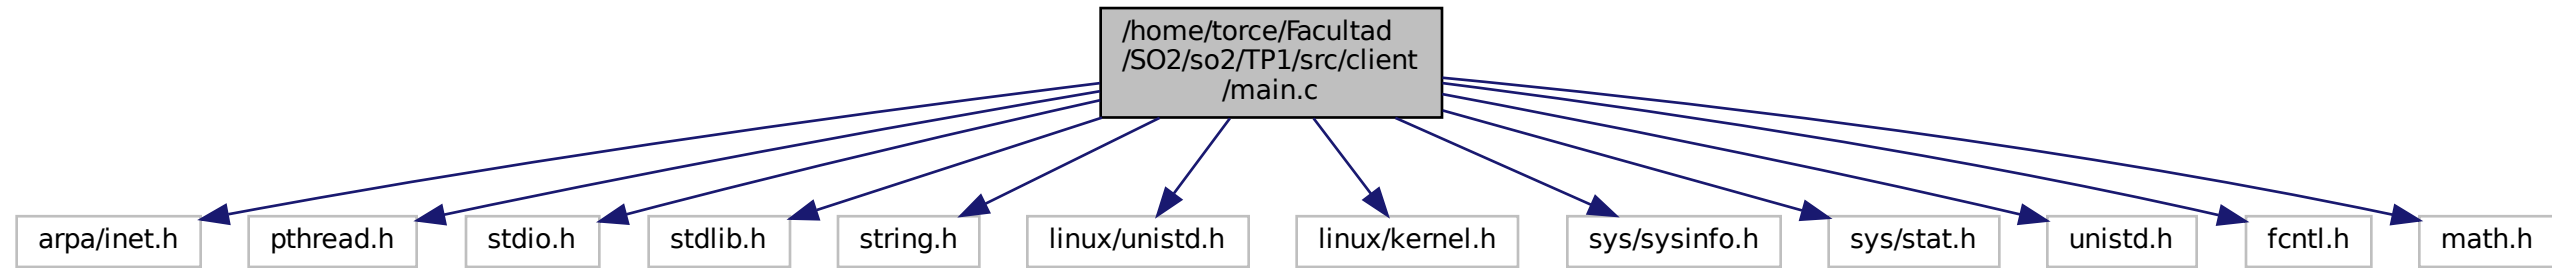 /home/torce/Facultad
/SO2/so2/TP1/src/client
/main.c
arpa/inet.h
pthread.h
stdio.h
stdlib.h
string.h
linux/unistd.h
linux/kernel.h
sys/sysinfo.h
sys/stat.h
unistd.h
fcntl.h
math.h